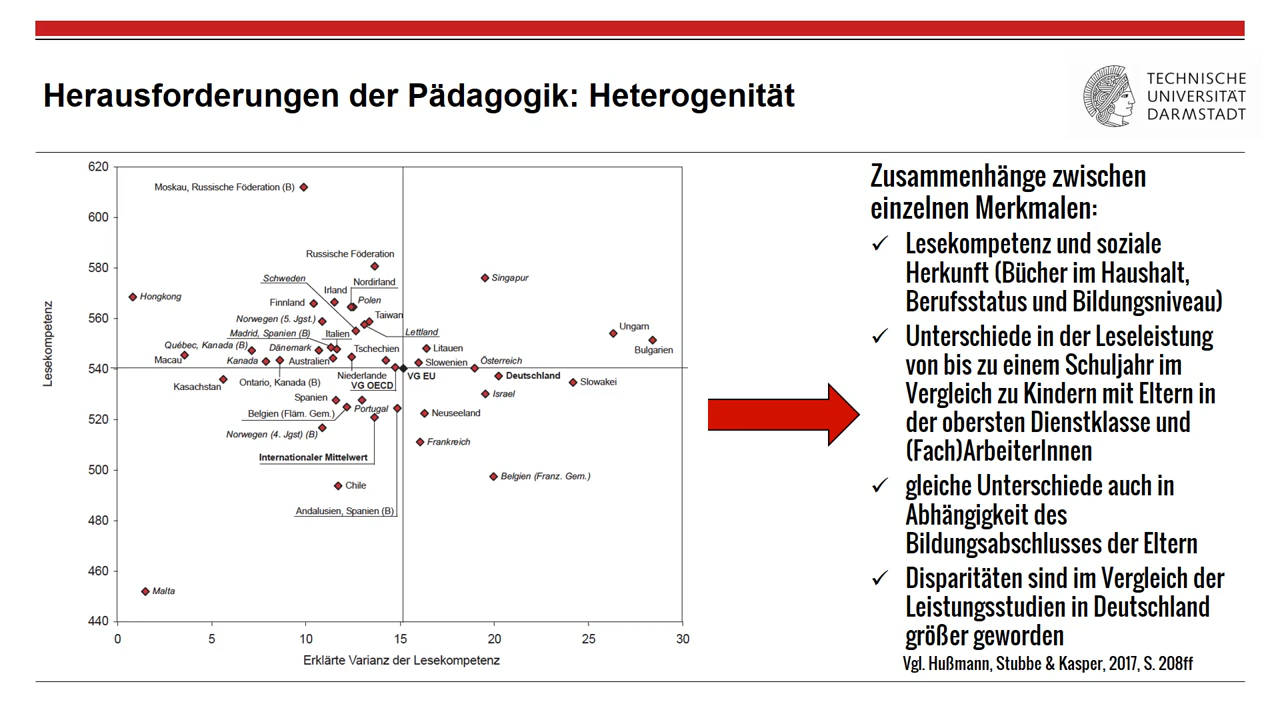 Herausforderungen der Pädagogik: Heterogenität
TECHNISCHE
UNIVERSITÄT
DARMSTADT
Lesekompetenz
620
600
580
560
540
520
500
480
460
440
Moskau, Russische Föderation (B)
Russische Föderation
Schweden
Nordirland
Singapur
Irland
Hongkong
Finnland
Polen
Norwegen (5. Jgst.)
Taiwan
Madrid, Spanien (B)
Italien
Lettland
Ungarn
Québec, Kanada (B)
Dänemark
Tschechien
Litauen
Bulgarien
Macau
Kanada
Australien
Slowenien
Österreich
Kasachstan
Ontario, Kanada (B)
Niederlande
VG EU
Deutschland
VG OECD
Slowakei
Spanien
Israel
Belgien (Fläm. Gem.)
Portugal
Neuseeland
Norwegen (4. Jgst) (B)
Frankreich
Internationaler Mittelwert
Belgien (Franz. Gem.)
Chile
Andalusien, Spanien (B)
Malta
0 5 10 15 20 25 30
Erklärte Varianz der Lesekompetenz
Zusammenhänge zwischen
einzelnen Merkmalen:
✓ Lesekompetenz und soziale
Herkunft (Bücher im Haushalt,
Berufsstatus und Bildungsniveau)
✓ Unterschiede in der Leseleistung
von bis zu einem Schuljahr im
Vergleich zu Kindern mit Eltern in
der obersten Dienstklasse und
(Fach)ArbeiterInnen
✓ gleiche Unterschiede auch in
Abhängigkeit des
Bildungsabschlusses der Eltern
✓ Disparitäten sind im Vergleich der
Leistungsstudien in Deutschland
größer geworden
Vgl. Hußmann, Stubbe & Kasper, 2017, S. 208ff